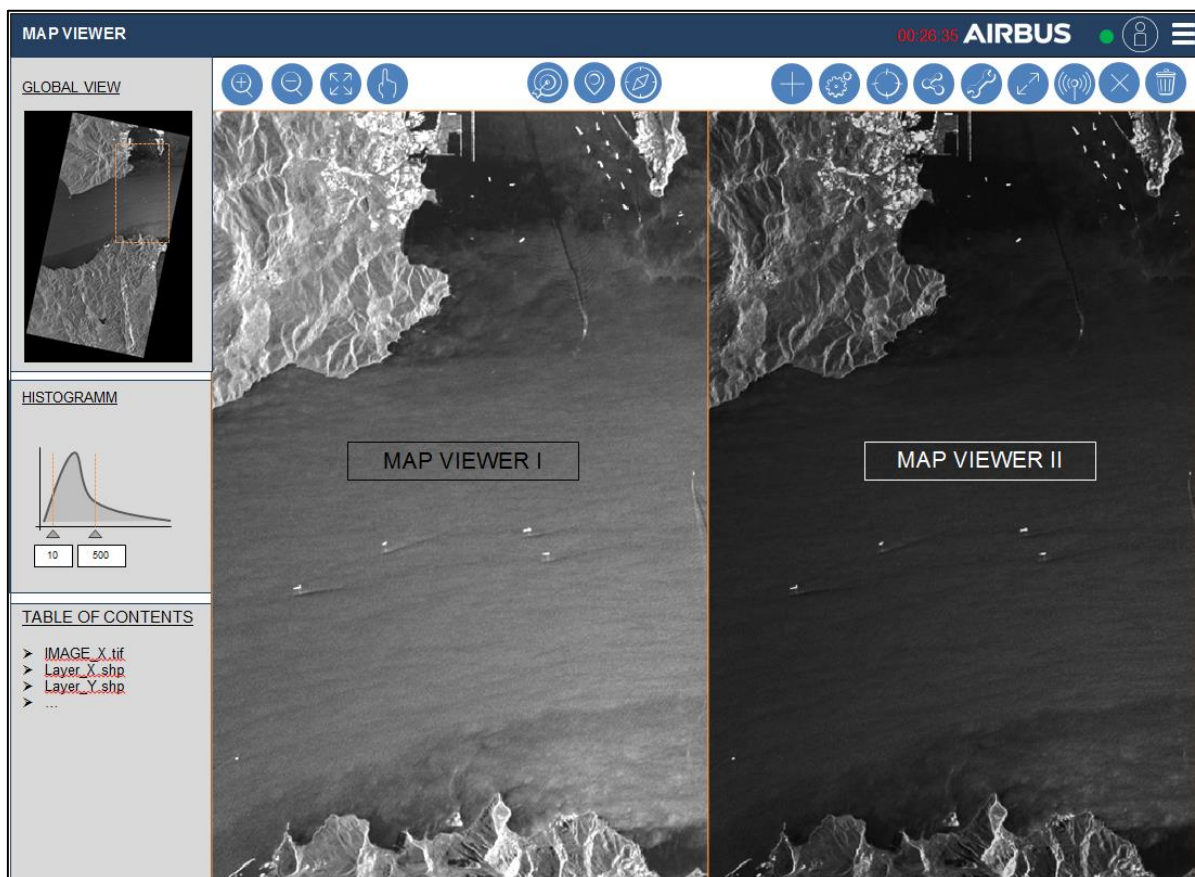 MAP VIEWER
00:26:35 AIRBUS
GLOBAL VIEW
HISTOGRAMM
10 500
TABLE OF CONTENTS
IMAGE_X.tif
Layer_X.shp
Layer_Y.shp
...
MAP VIEWER I
MAP VIEWER II